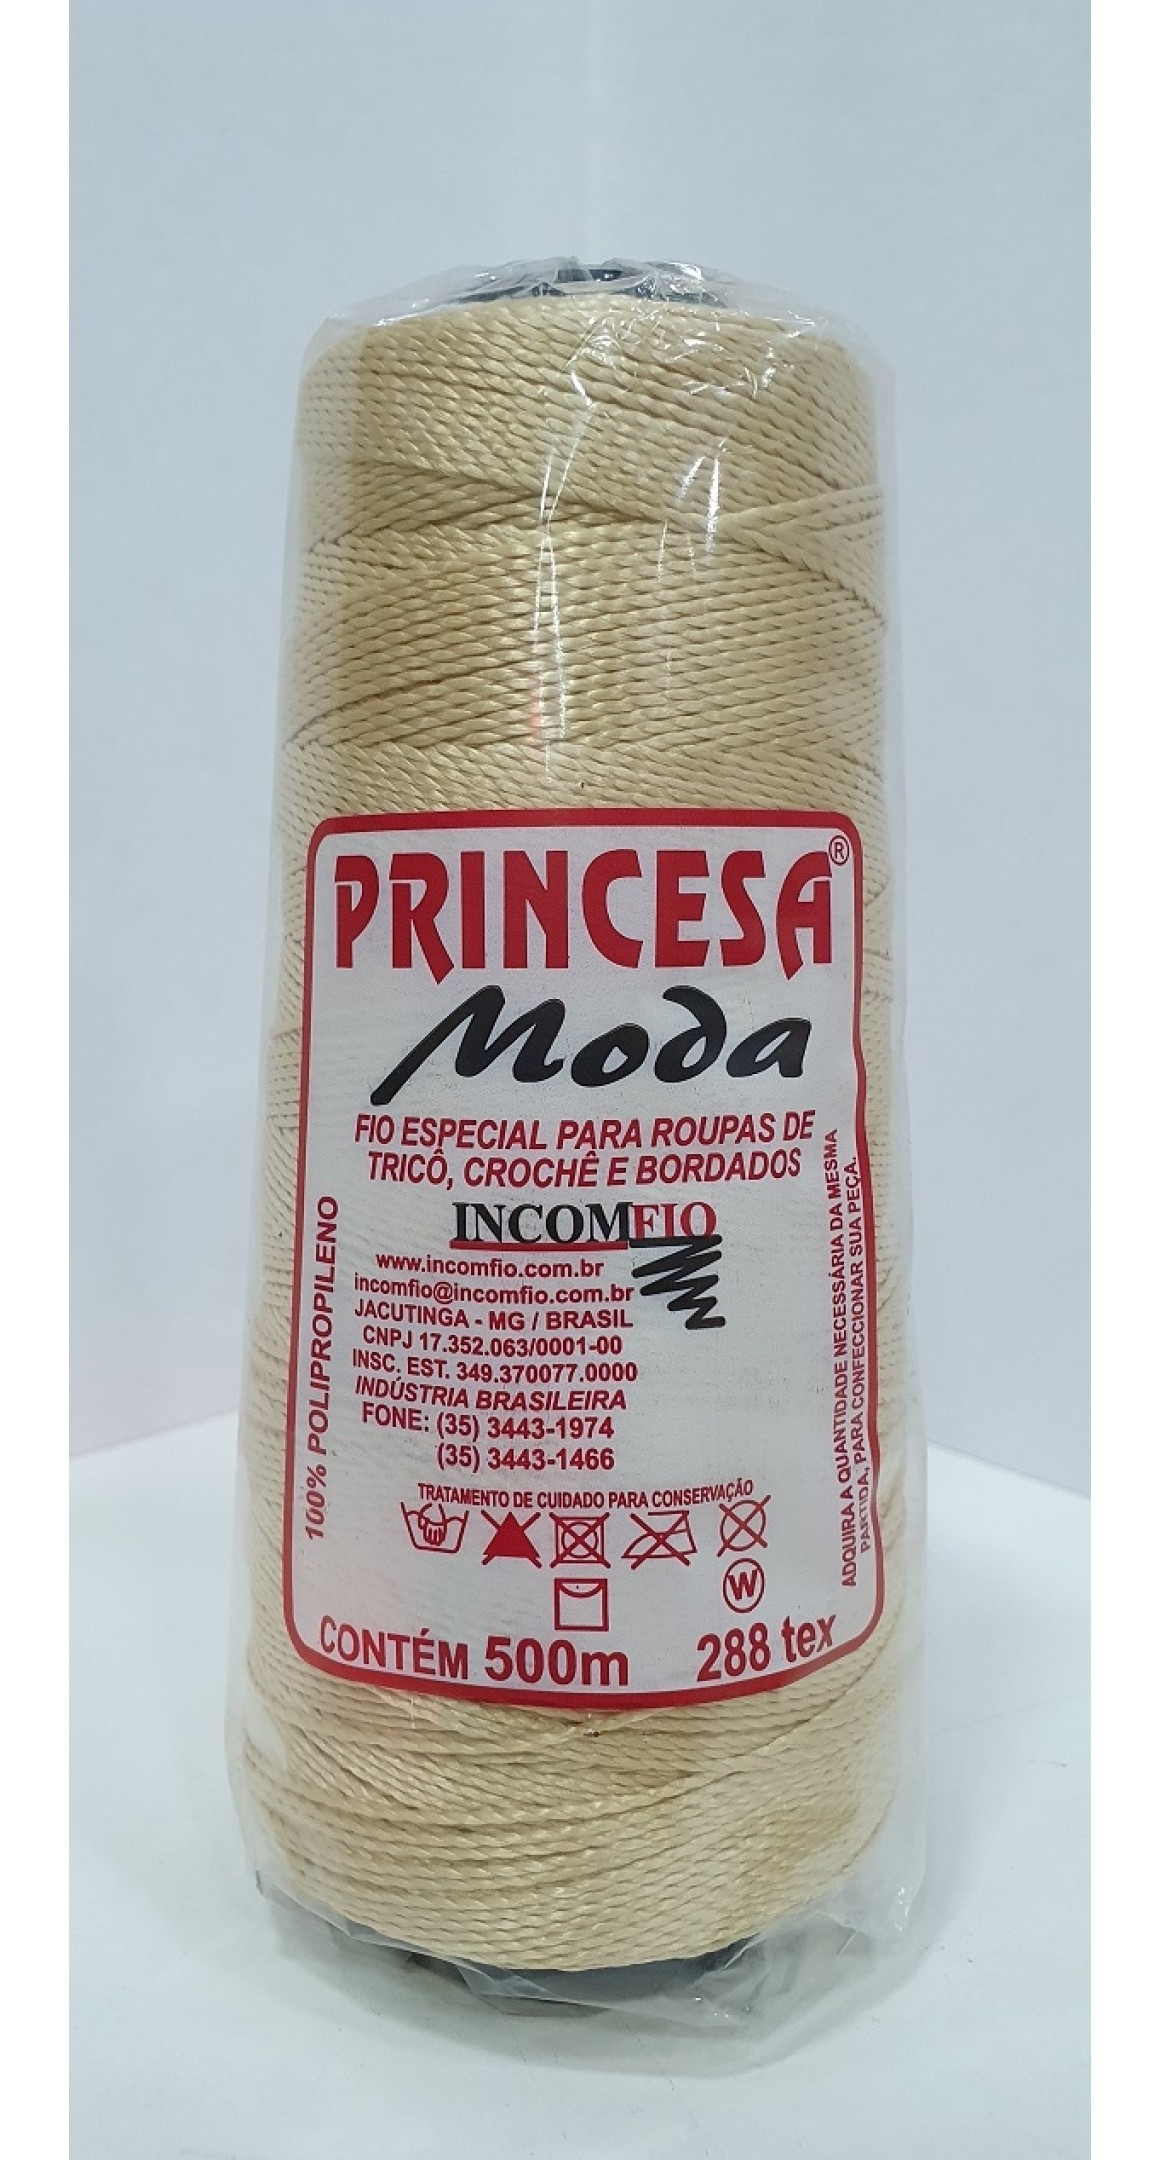 PRINCESA®
Moda
FIO ESPECIAL PARA ROUPAS DE
TRICÔ, CROCHÊ E BORDADOS
INCOMFIO
www.incomfio.com.br
incomfio@incomfio.com.br
JACUTINGA - MG / BRASIL
CNPJ 17.352.063/0001-00
INSC. EST. 349.370077.0000
INDÚSTRIA BRASILEIRA
FONE: (35) 3443-1974
(35) 3443-1466
100% POLIPROPILENO
ADQUIRA A QUANTIDADE NECESSÁRIA DA MESMA
PARTIDA, PARA CONFECCIONAR SUA PEÇA.
TRATAMENTO DE CUIDADO PARA CONSERVAÇÃO
W
CONTÉM 500m 288 tex